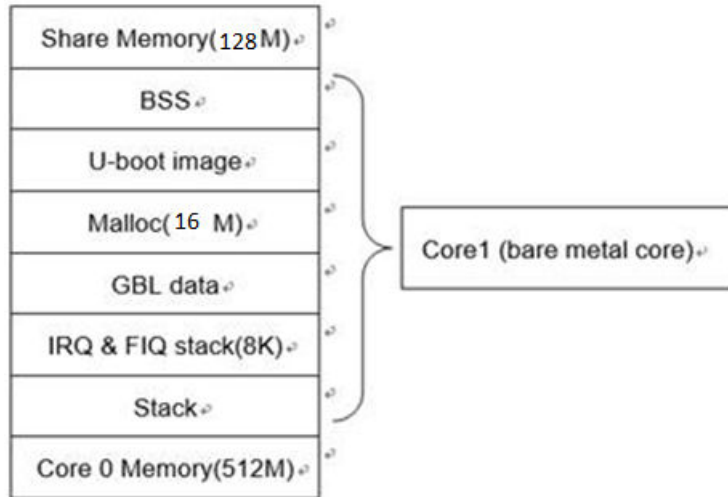 Share Memory(128M)
BSS
U-boot image
Malloc( 16 M)
Core1 (bare metal core)
GBL data
IRQ & FIQ stack(8K)
Stack
Core 0 Memory(512M)